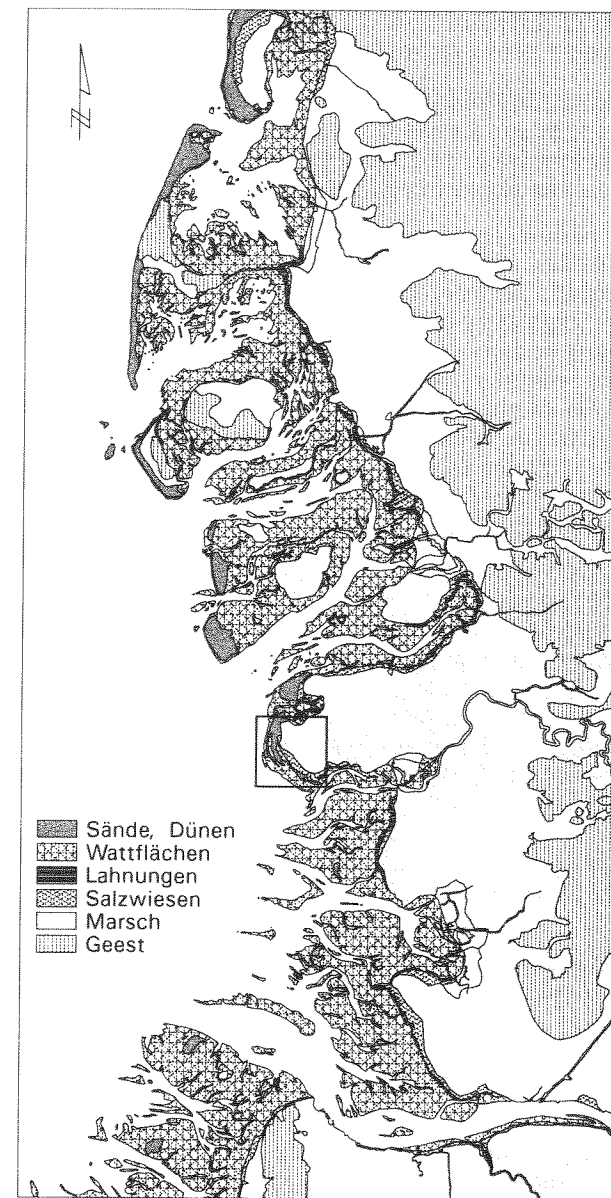 N
Sände, Dünen
Wattflächen
Lahnungen
Salzwiesen
Marsch
Geest